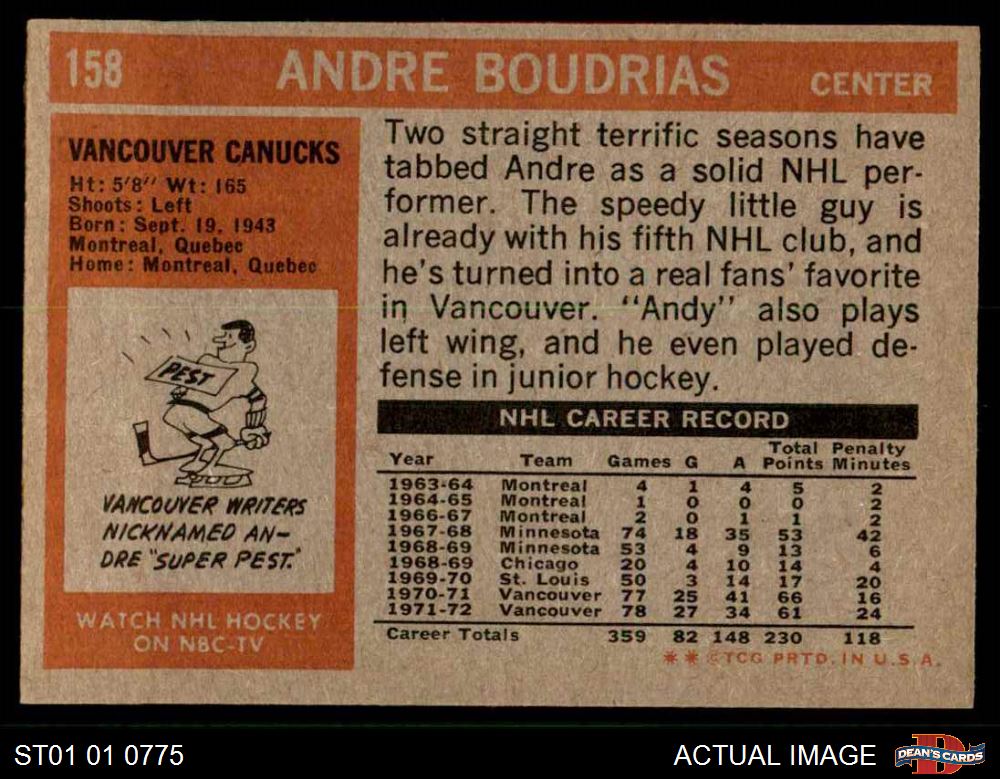 158 ANDRE BOUDRIAS CENTER
VANCOUVER CANUCKS
Ht: 5'8" Wt: 165
Shoots: Left
Born: Sept. 19, 1943
Montreal, Quebec
Home: Montreal, Quebec
PEST
VANCOUVER WRITERS
NICKNAMED AN-
DRE "SUPER PEST."
WATCH NHL HOCKEY
ON NBC-TV
Two straight terrific seasons have
tabbed Andre as a solid NHL per-
former. The speedy little guy is
already with his fifth NHL club, and
he's turned into a real fans' favorite
in Vancouver. "Andy" also plays
left wing, and he even played de-
fense in junior hockey.
NHL CAREER RECORD
Total Penalty
Year Team Games G A Points Minutes
1963-64 Montreal 4 1 4 5 2
1964-65 Montreal 1 0 0 0 2
1966-67 Montreal 2 0 1 1 2
1967-68 Minnesota 74 18 35 53 42
1968-69 Minnesota 53 4 9 13 6
1968-69 Chicago 20 4 10 14 4
1969-70 St. Louis 50 3 14 17 20
1970-71 Vancouver 77 25 41 66 16
1971-72 Vancouver 78 27 34 61 24
Career Totals 359 82 148 230 118
* * © TCG PRTD. IN U.S.A.
ST01 01 0775 ACTUAL IMAGE DEAN'S CARDS